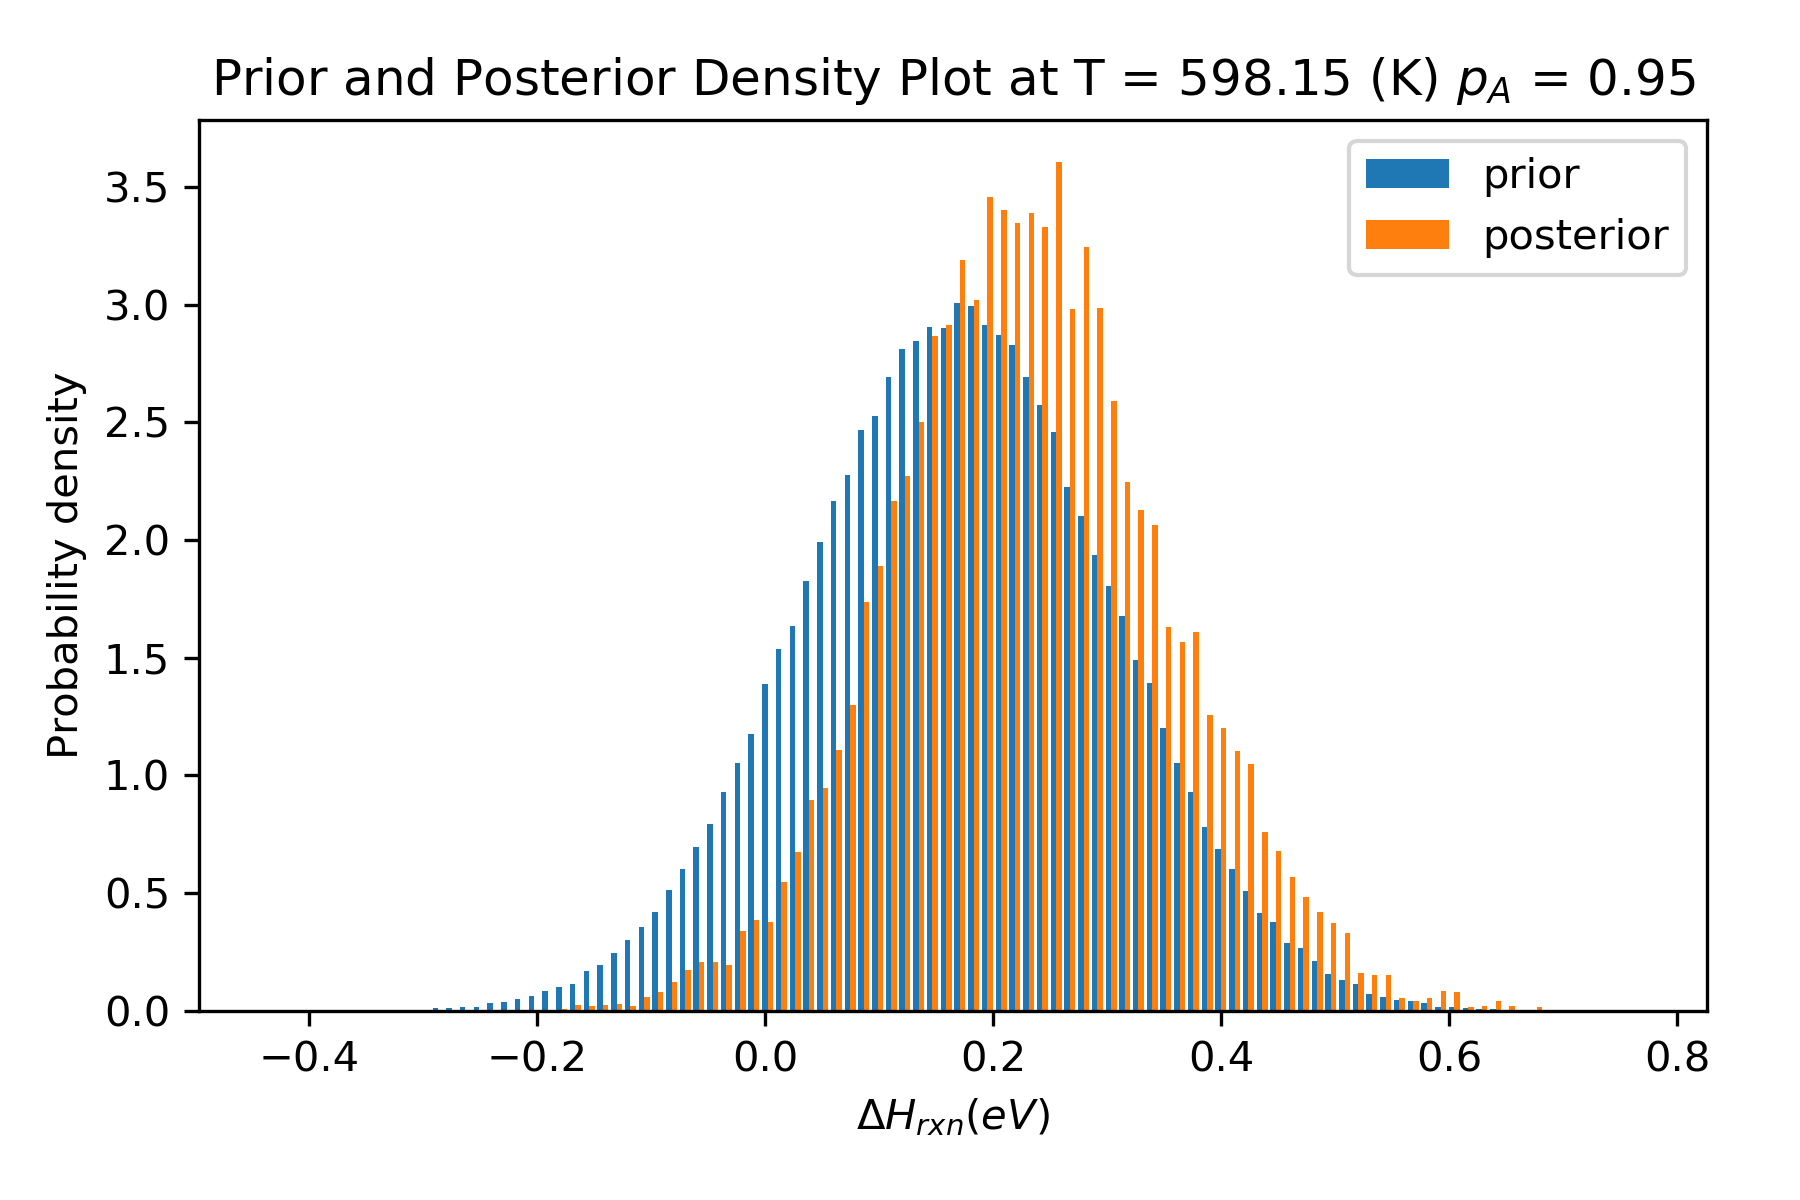 Prior and Posterior Density Plot at T = 598.15 (K) p_A = 0.95
prior
posterior
3.5
3.0
2.5
2.0
1.5
1.0
0.5
0.0
Probability density
−0.4 −0.2 0.0 0.2 0.4 0.6 0.8
ΔH_rxn(eV)